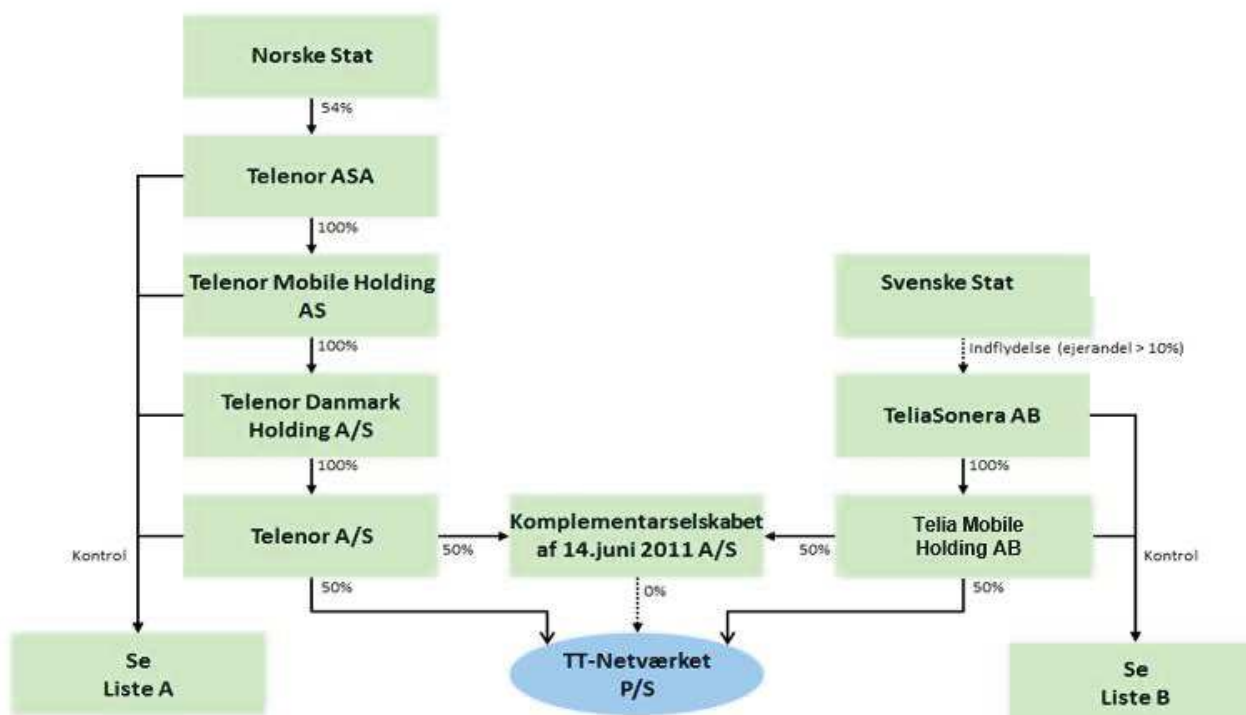 Norske Stat
54%
Telenor ASA
100%
Telenor Mobile Holding
AS
Svenske Stat
100%
Indflydelse (ejerandel > 10%)
Telenor Danmark
Holding A/S
TeliaSonera AB
100%
100%
Telenor A/S
Komplementarselskabet
af 14.juni 2011 A/S
Telia Mobile
Holding AB
50%
50%
Kontrol
Kontrol
50%
0%
50%
Se
Liste A
TT-Netværket
P/S
Se
Liste B